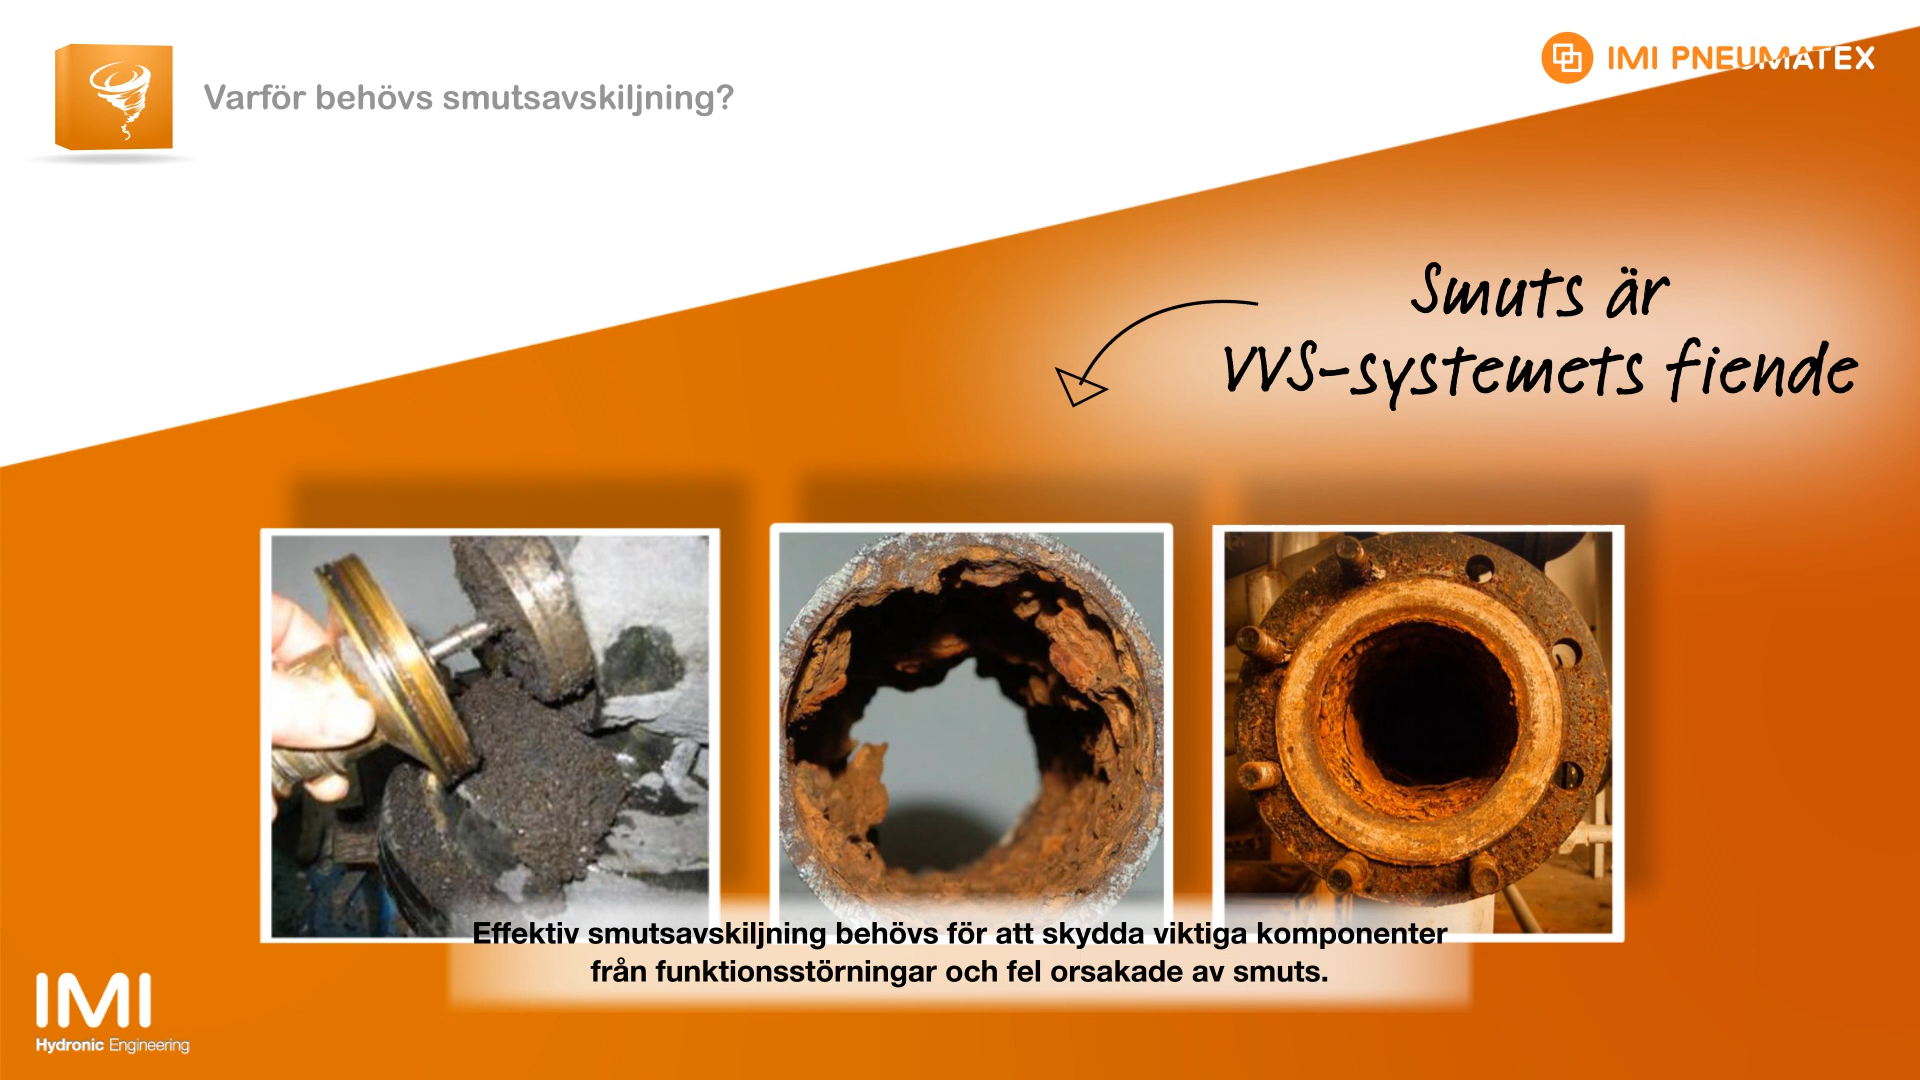 Varför behövs smutsavskiljning?
IMI PNEUMATEX
Smuts är
VVS-systemets fiende
Effektiv smutsavskiljning behövs för att skydda viktiga komponenter
från funktionsstörningar och fel orsakade av smuts.
IMI
Hydronic Engineering